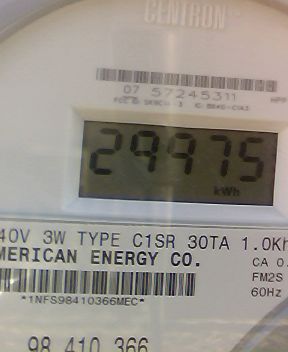 CENTRON
07 57245311
29975
kWh
40V 3W TYPE C1SR 30TA 1.0Kh
MERICAN ENERGY CO.
CA 0.
FM2S
60Hz
*1NFS98410366MEC*
98 410 366